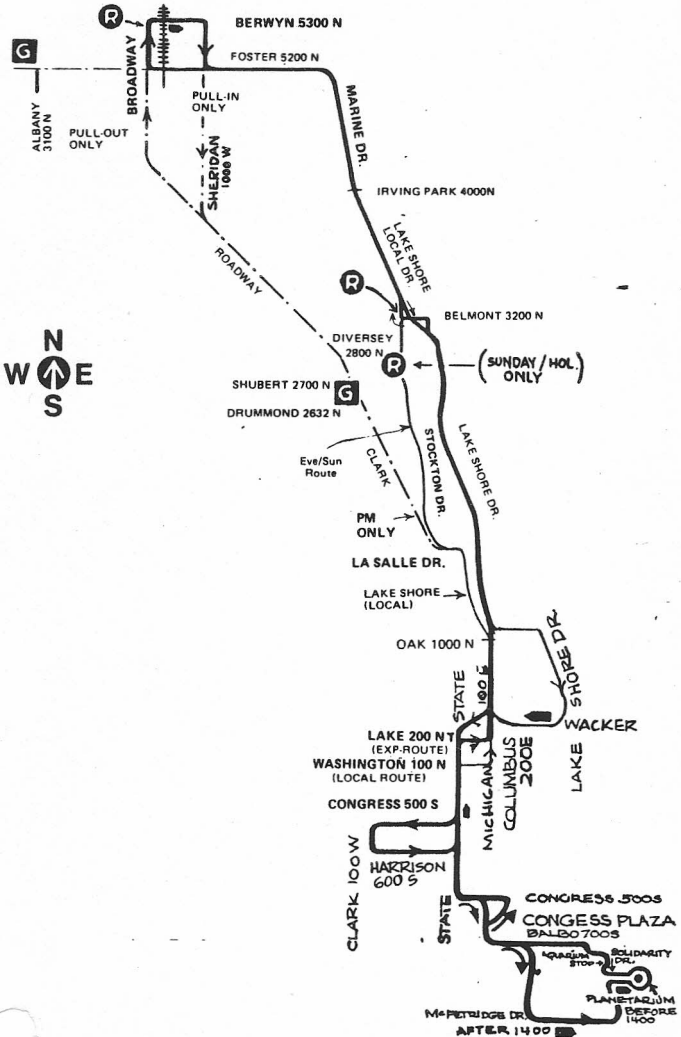 R
BERWYN 5300 N
G
FOSTER 5200 N
BROADWAY
ALBANY
3100 N
PULL-OUT
ONLY
PULL-IN
ONLY
SHERIDAN
1000 W
MARINE DR.
IRVING PARK 4000N
ROADWAY
LAKE SHORE
LOCAL DR.
R
BELMONT 3200 N
N
W E
S
DIVERSEY
2800 N
R
(SUNDAY/HOL.)
ONLY
SHUBERT 2700 N
G
DRUMMOND 2632 N
Eve/Sun
Route
CLARK
STOCKTON DR.
LAKE SHORE DR.
PM
ONLY
LA SALLE DR.
LAKE SHORE
(LOCAL)
OAK 1000 N
SHORE DR.
STATE
100 E
WACKER
LAKE 200 NT
(EXP-ROUTE)
WASHINGTON 100 N
(LOCAL ROUTE)
MICHIGAN
COLUMBUS
200E
LAKE
CONGRESS 500 S
CLARK 100W
HARRISON
600 S
STATE
CONGRESS 500S
CONGESS PLAZA
BALBO 700S
AQUARIUM
STOP
SOLIDARITY
DR.
PLANETARIUM
BEFORE
1400
McFETRIDGE DR.
AFTER 1400